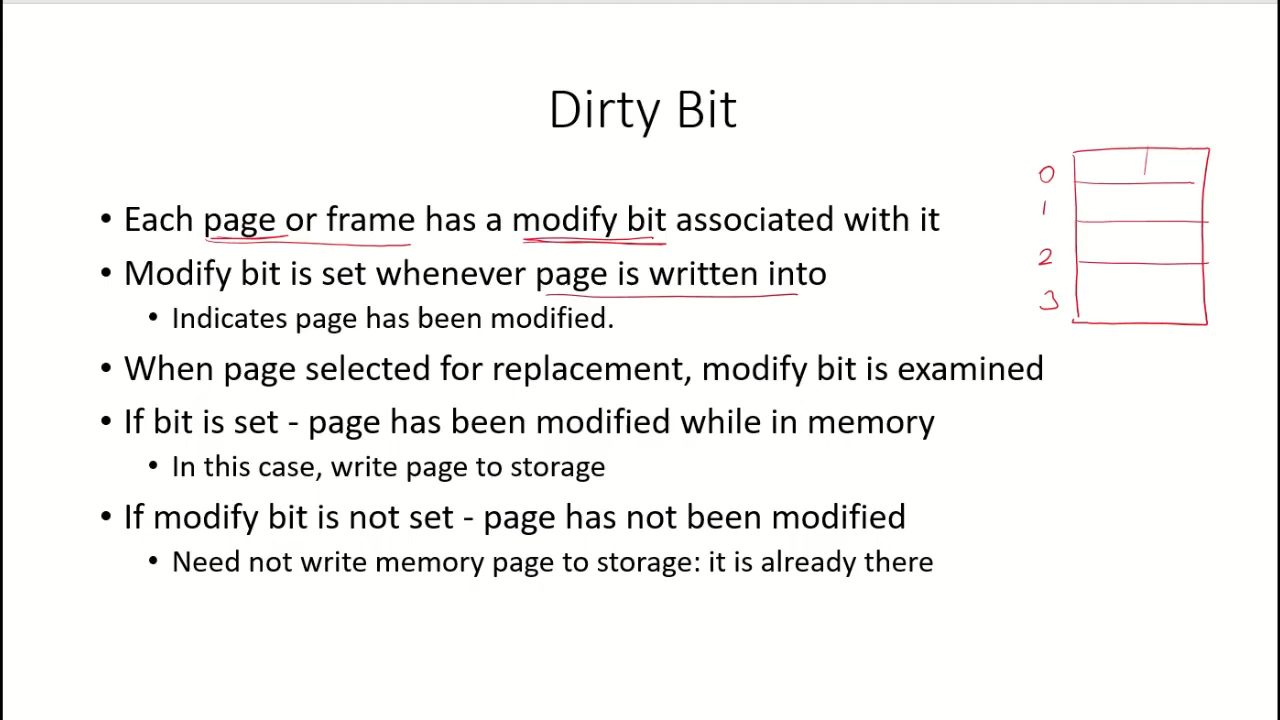 Dirty Bit
• Each page or frame has a modify bit associated with it
• Modify bit is set whenever page is written into
• Indicates page has been modified.
• When page selected for replacement, modify bit is examined
• If bit is set - page has been modified while in memory
• In this case, write page to storage
• If modify bit is not set - page has not been modified
• Need not write memory page to storage: it is already there
0
1
2
3